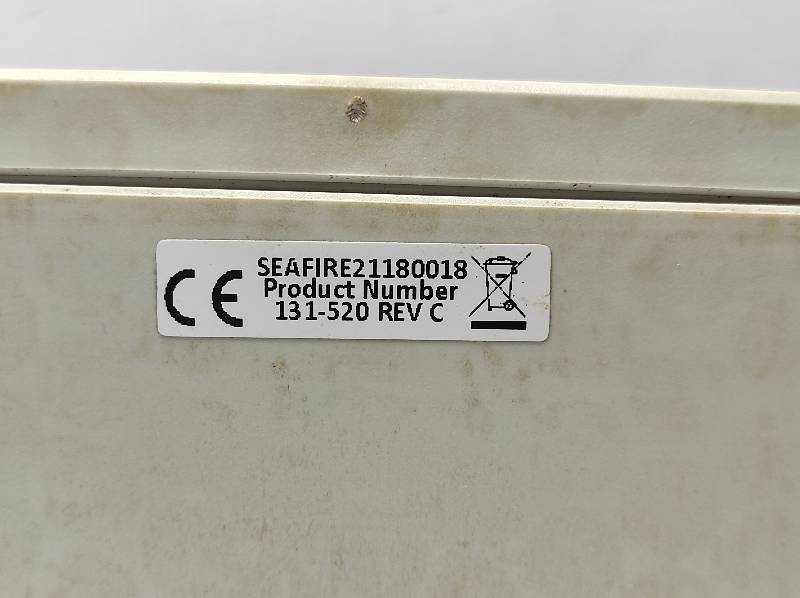 CE
SEAFIRE21180018
Product Number
131-520 REV C